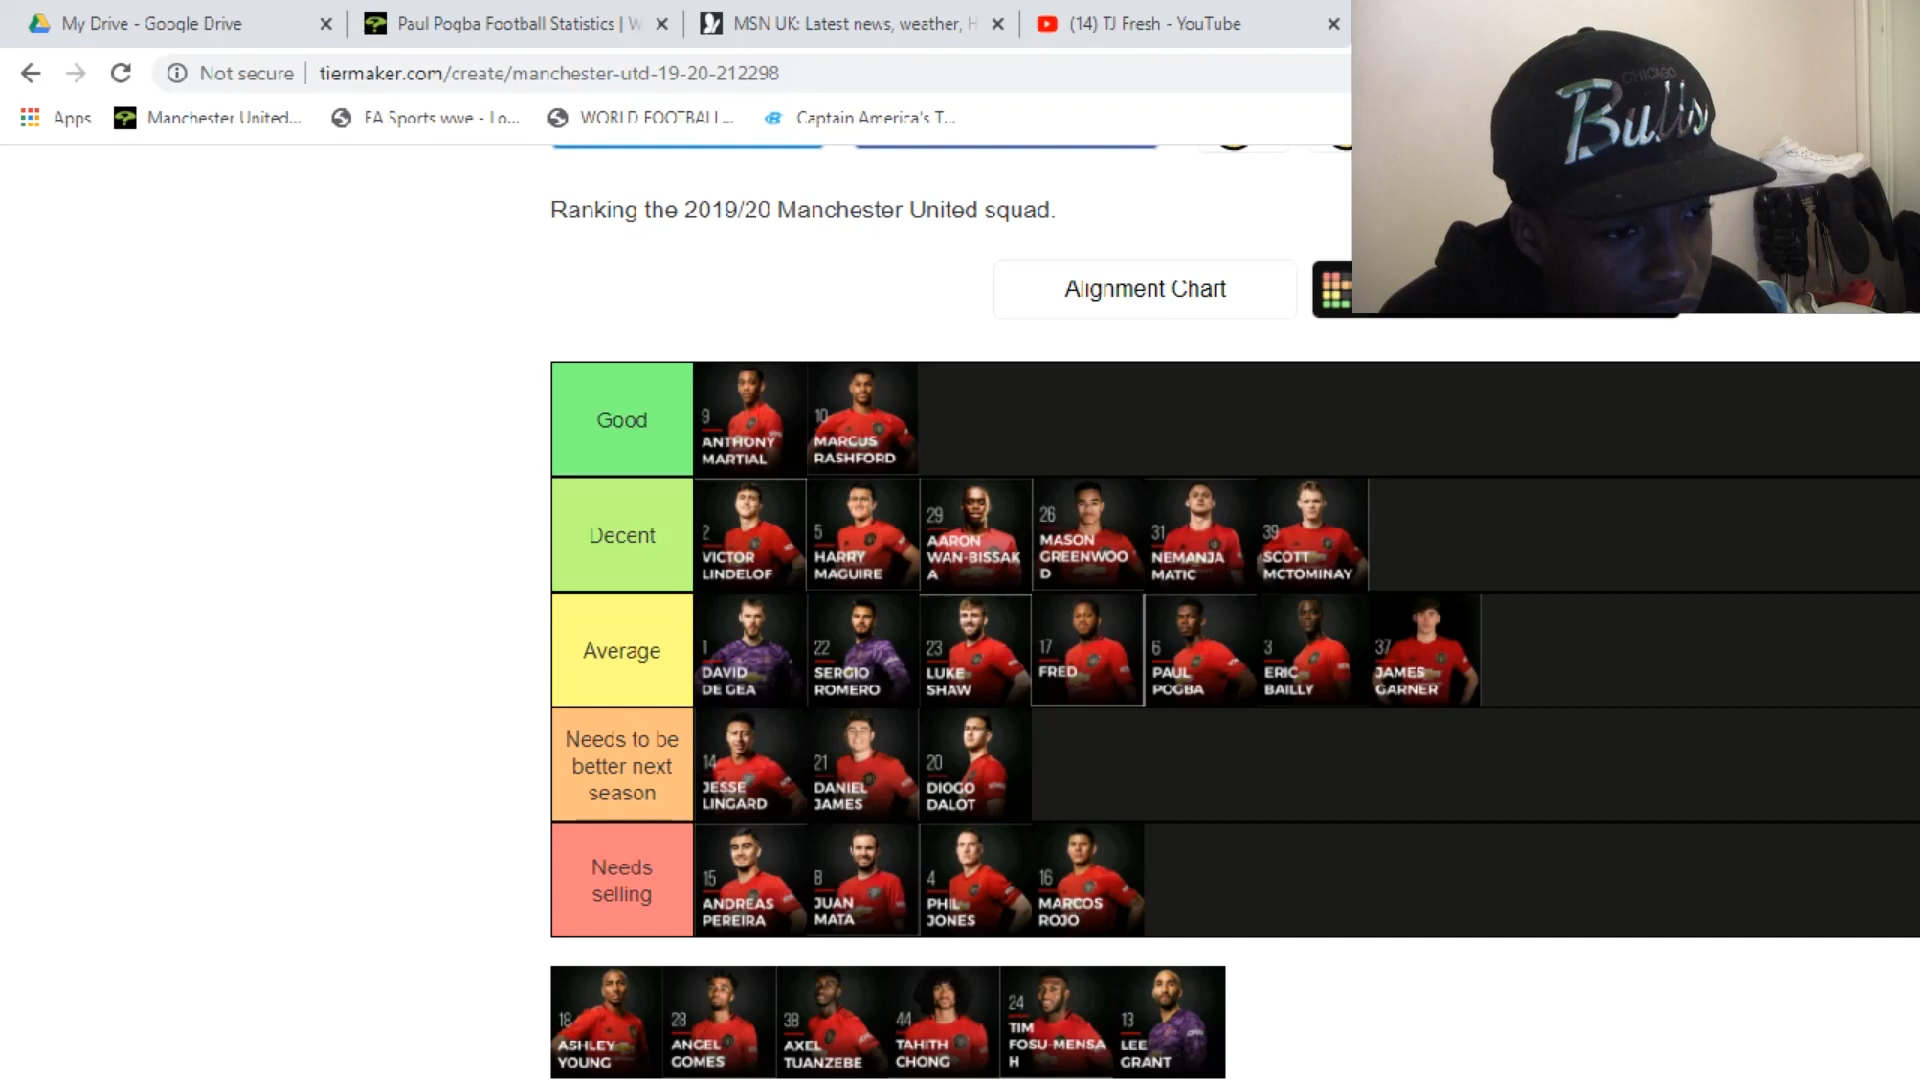 My Drive - Google Drive
Paul Pogba Football Statistics | W
MSN UK: Latest news, weather, H
(14) TJ Fresh - YouTube
Not secure
tiermaker.com/create/manchester-utd-19-20-212298
Apps
Manchester United...
EA Sports wwe - Lo...
WORLD FOOTBALL...
Captain America's T...
CHICAGO
Bulls
Ranking the 2019/20 Manchester United squad.
Alignment Chart
Good
9
ANTHONY
MARTIAL
10
MARCUS
RASHFORD
Decent
2
VICTOR
LINDELOF
5
HARRY
MAGUIRE
29
AARON
WAN-BISSAK
A
26
MASON
GREENWOO
D
31
NEMANJA
MATIC
39
SCOTT
MCTOMINAY
Average
1
DAVID
DE GEA
22
SERGIO
ROMERO
23
LUKE
SHAW
17
FRED
6
PAUL
POGBA
3
ERIC
BAILLY
37
JAMES
GARNER
Needs to be
better next
season
14
JESSE
LINGARD
21
DANIEL
JAMES
20
DIOGO
DALOT
Needs
selling
15
ANDREAS
PEREIRA
8
JUAN
MATA
4
PHIL
JONES
16
MARCOS
ROJO
18
ASHLEY
YOUNG
28
ANGEL
GOMES
38
AXEL
TUANZEBE
44
TAHITH
CHONG
24
TIM
FOSU-MENSA
H
13
LEE
GRANT